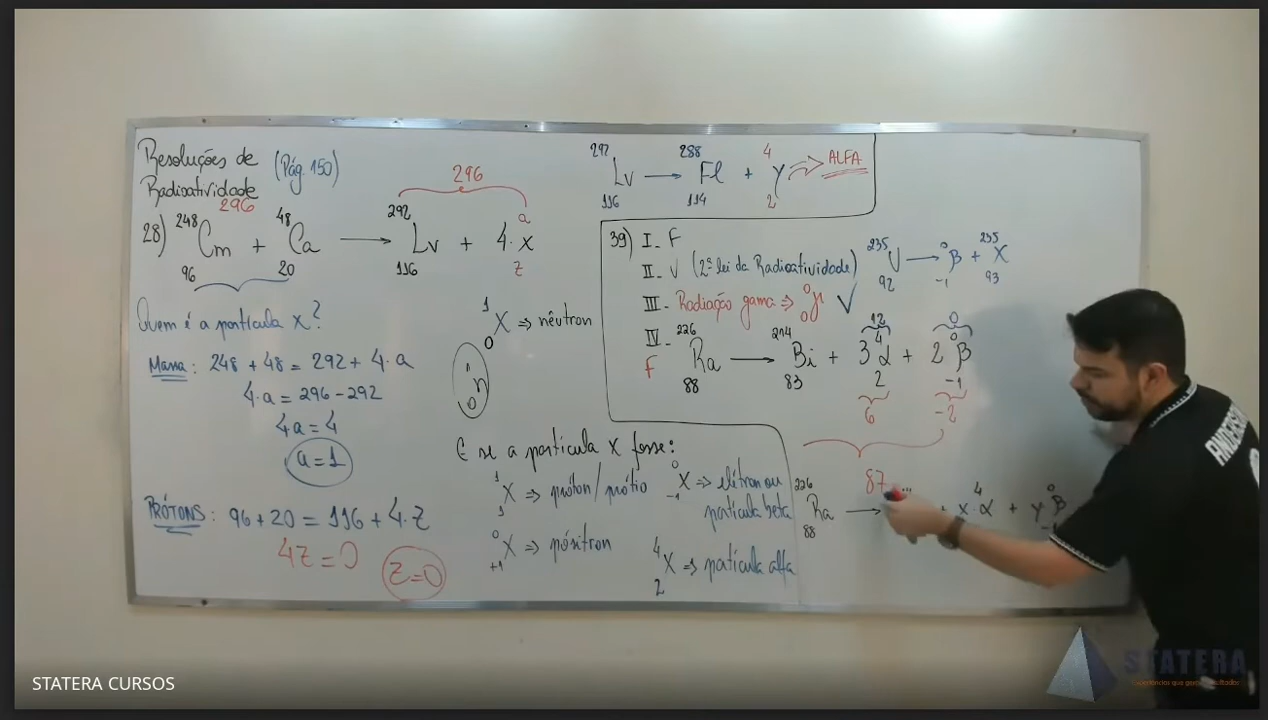 Resoluções de (Pág. 150)
Radioatividade
296
28) 248 Cm 96 + 48 Ca 20 → 292 Lv 116 + 4·x a z
296
Quem é a partícula x?
Massa: 248 + 48 = 292 + 4·a
4·a = 296 - 292
4a = 4
a = 1
PRÓTONS: 96 + 20 = 116 + 4·z
4z = 0
z = 0
1 X 0 ⇒ nêutron
1 n 0
E se a partícula x fosse:
1 X 1 ⇒ próton/prótio
0 X -1 ⇒ elétron ou
partícula beta
0 X +1 ⇒ pósitron
4 X 2 ⇒ partícula alfa
292 Lv 116 → 288 Fl 114 + 4 Y 2 ⇒ ALFA
39) I - F
II - V (2ª lei da Radioatividade) 235 U 92 → 0 β -1 + 235 X 93
III - Radiação gama ⇒ 0 γ 0 V
IV - 226 Ra 88 → 214 Bi 83 + 3 4 α 2 + 2 0 β -1
F
12 0
6 -2
87
226 Ra 88 → ... + x·4 α + y 0 β -1
ANDERSON
STATERA
STATERA CURSOS